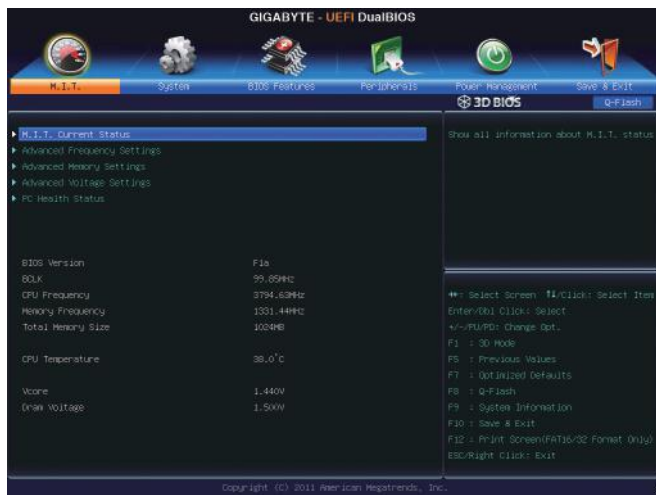 GIGABYTE - UEFI DualBIOS
M.I.T.
System
BIOS Features
Peripherals
Power Management
Save & Exit
3D BIOS
Q-Flash
M.I.T. Current Status
Advanced Frequency Settings
Advanced Memory Settings
Advanced Voltage Settings
PC Health Status
Show all information about M.I.T. status
BIOS Version F1a
BCLK 99.85MHz
CPU Frequency 3794.63MHz
Memory Frequency 1331.44MHz
Total Memory Size 1024MB
CPU Temperature 38.0°C
Vcore 1.440V
Dram Voltage 1.500V
↔: Select Screen ↑↓/Click: Select Item
Enter/Dbl Click: Select
+/-/PU/PD: Change Opt.
F1 : 3D Mode
F5 : Previous Values
F7 : Optimized Defaults
F8 : Q-Flash
F9 : System Information
F10 : Save & Exit
F12 : Print Screen(FAT16/32 Format Only)
ESC/Right Click: Exit
Copyright (C) 2011 American Megatrends, Inc.